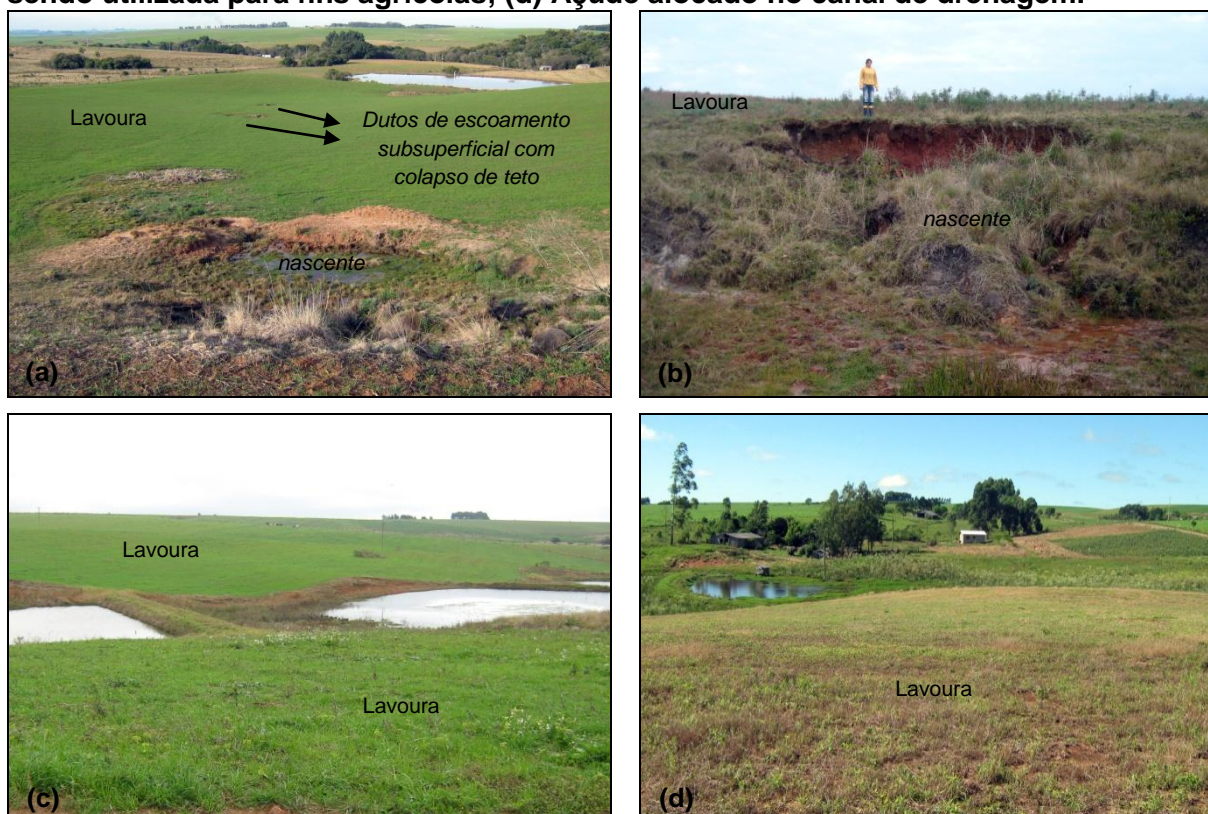 sendo utilizada para fins agrícolas; (d) Açude alocado no canal de drenagem.
Lavoura
Dutos de escoamento
subsuperficial com
colapso de teto
nascente
(a)
Lavoura
nascente
(b)
Lavoura
Lavoura
(c)
Lavoura
(d)